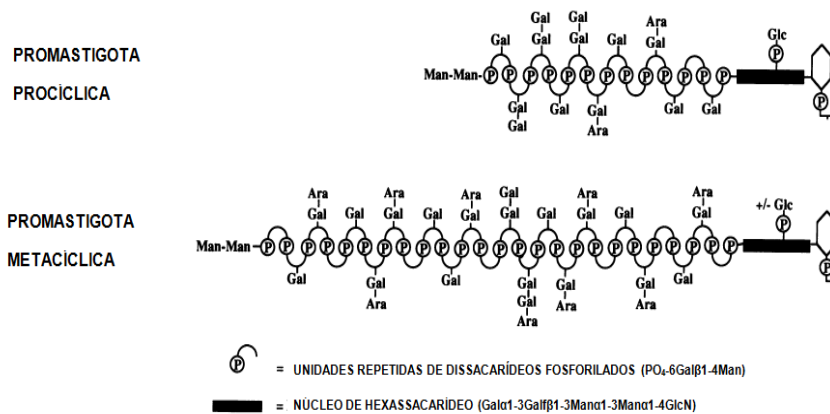 Gal Gal Ara
Gal Gal Gal Gal Gal Glc
PROMASTIGOTA
PROCÍCLICA
P
Man-Man- P P P P P P P P P P P P P P
P
Gal Gal Gal Gal Gal
Gal Ara
Ara Ara Ara Gal Ara Ara
Gal Gal Gal Gal Gal Gal Gal Gal Gal Gal +/- Glc
PROMASTIGOTA
METACÍCLICA
P
Man-Man P P P P P P P P P P P P P P P P P P P P P P P P P
P
Gal Gal Gal Gal Gal Gal Gal
Ara Gal Ara Ara
Ara
P = UNIDADES REPETIDAS DE DISSACARÍDEOS FOSFORILADOS (PO₄-6Galβ1-4Man)
= NÚCLEO DE HEXASSACARÍDEO (Galα1-3Galfβ1-3Manα1-3Manα1-4GlcN)